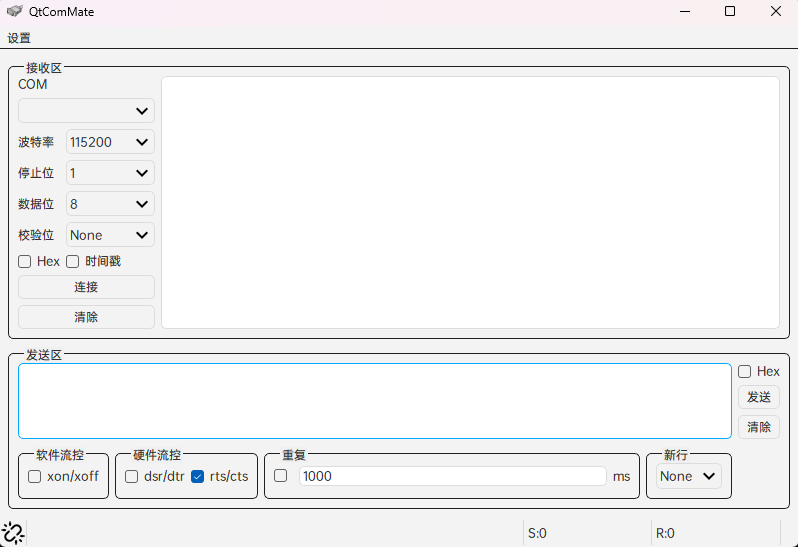 QtComMate
设置
接收区
COM
波特率 115200
停止位 1
数据位 8
校验位 None
Hex 时间戳
连接
清除
发送区
Hex
发送
清除
软件流控 硬件流控 重复 新行
xon/xoff dsr/dtr rts/cts 1000 ms None
S:0 R:0